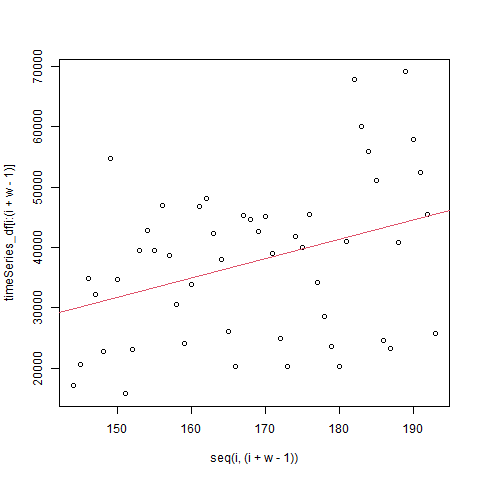 70000
60000
50000
40000
30000
20000
timeSeries_df[i:(i + w - 1)]
150 160 170 180 190
seq(i, (i + w - 1))